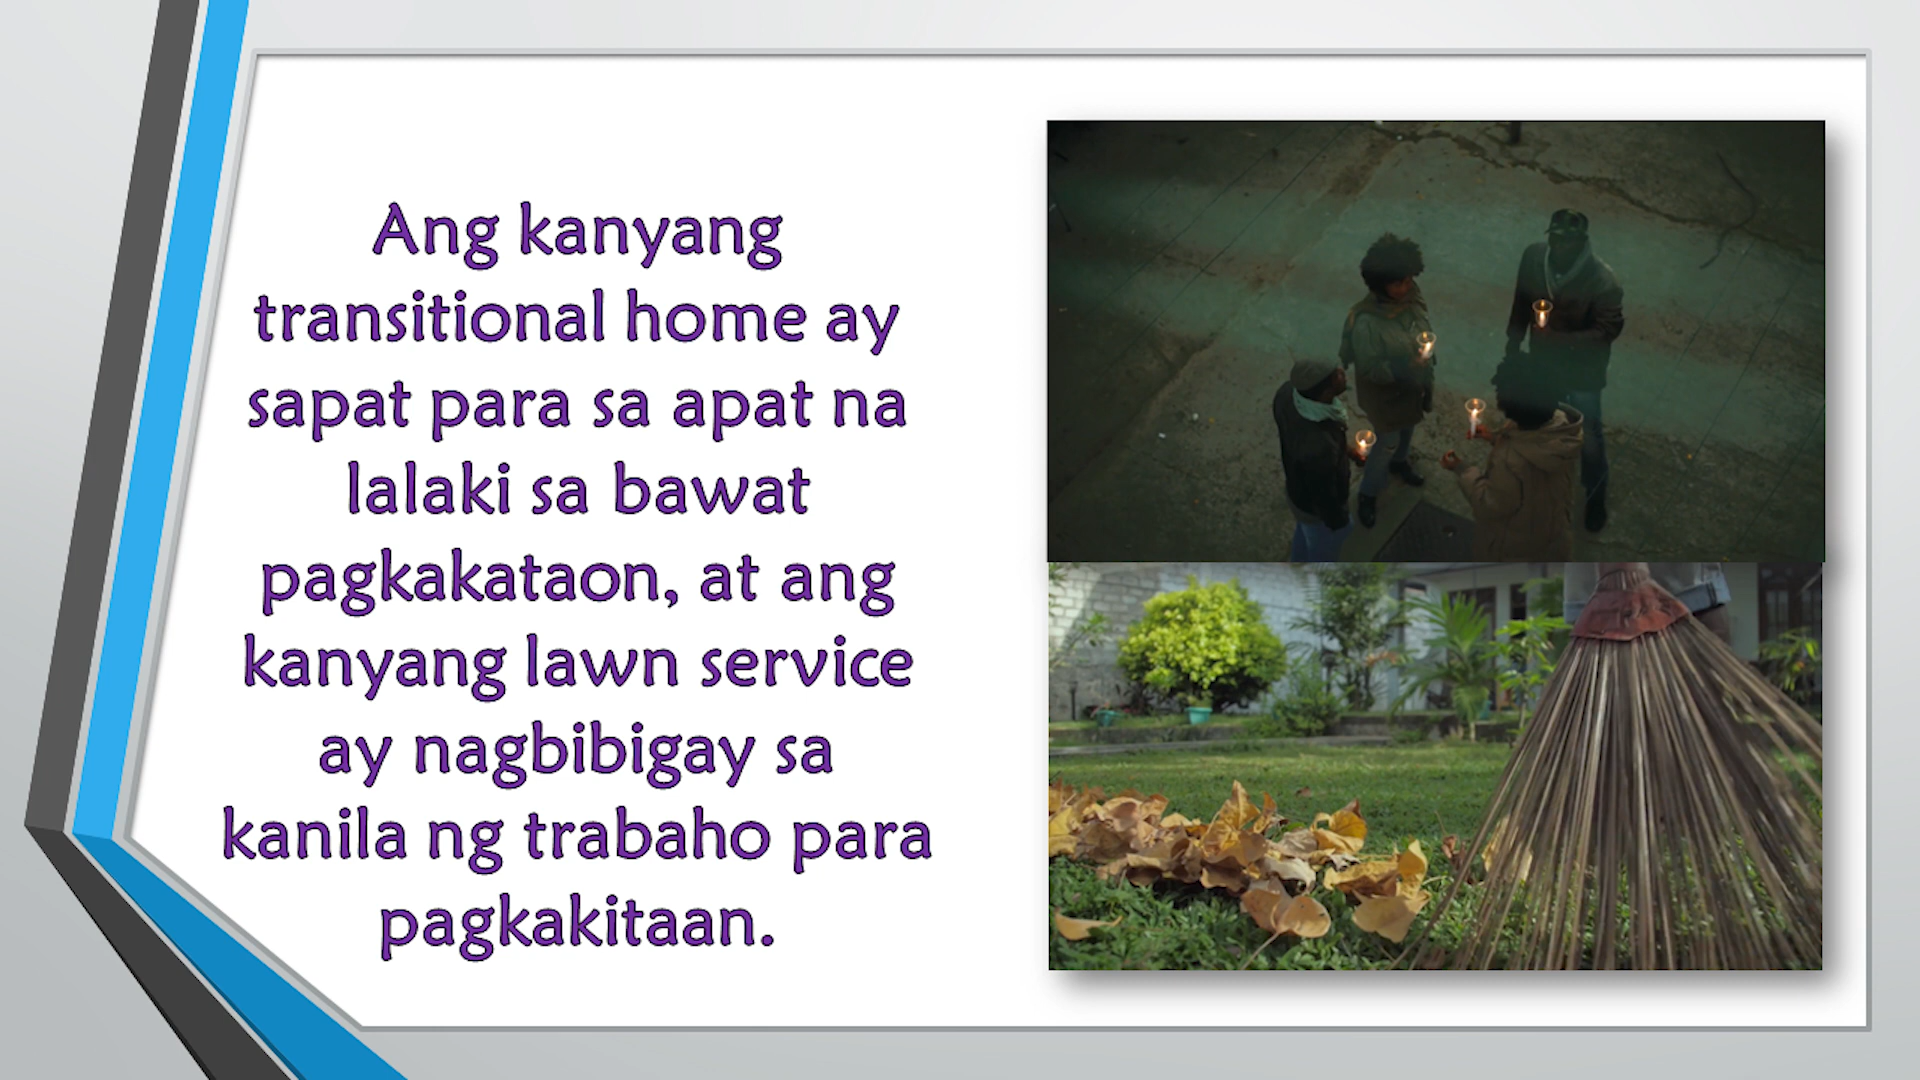 Ang kanyang
transitional home ay
sapat para sa apat na
lalaki sa bawat
pagkakataon, at ang
kanyang lawn service
ay nagbibigay sa
kanila ng trabaho para
pagkakitaan.